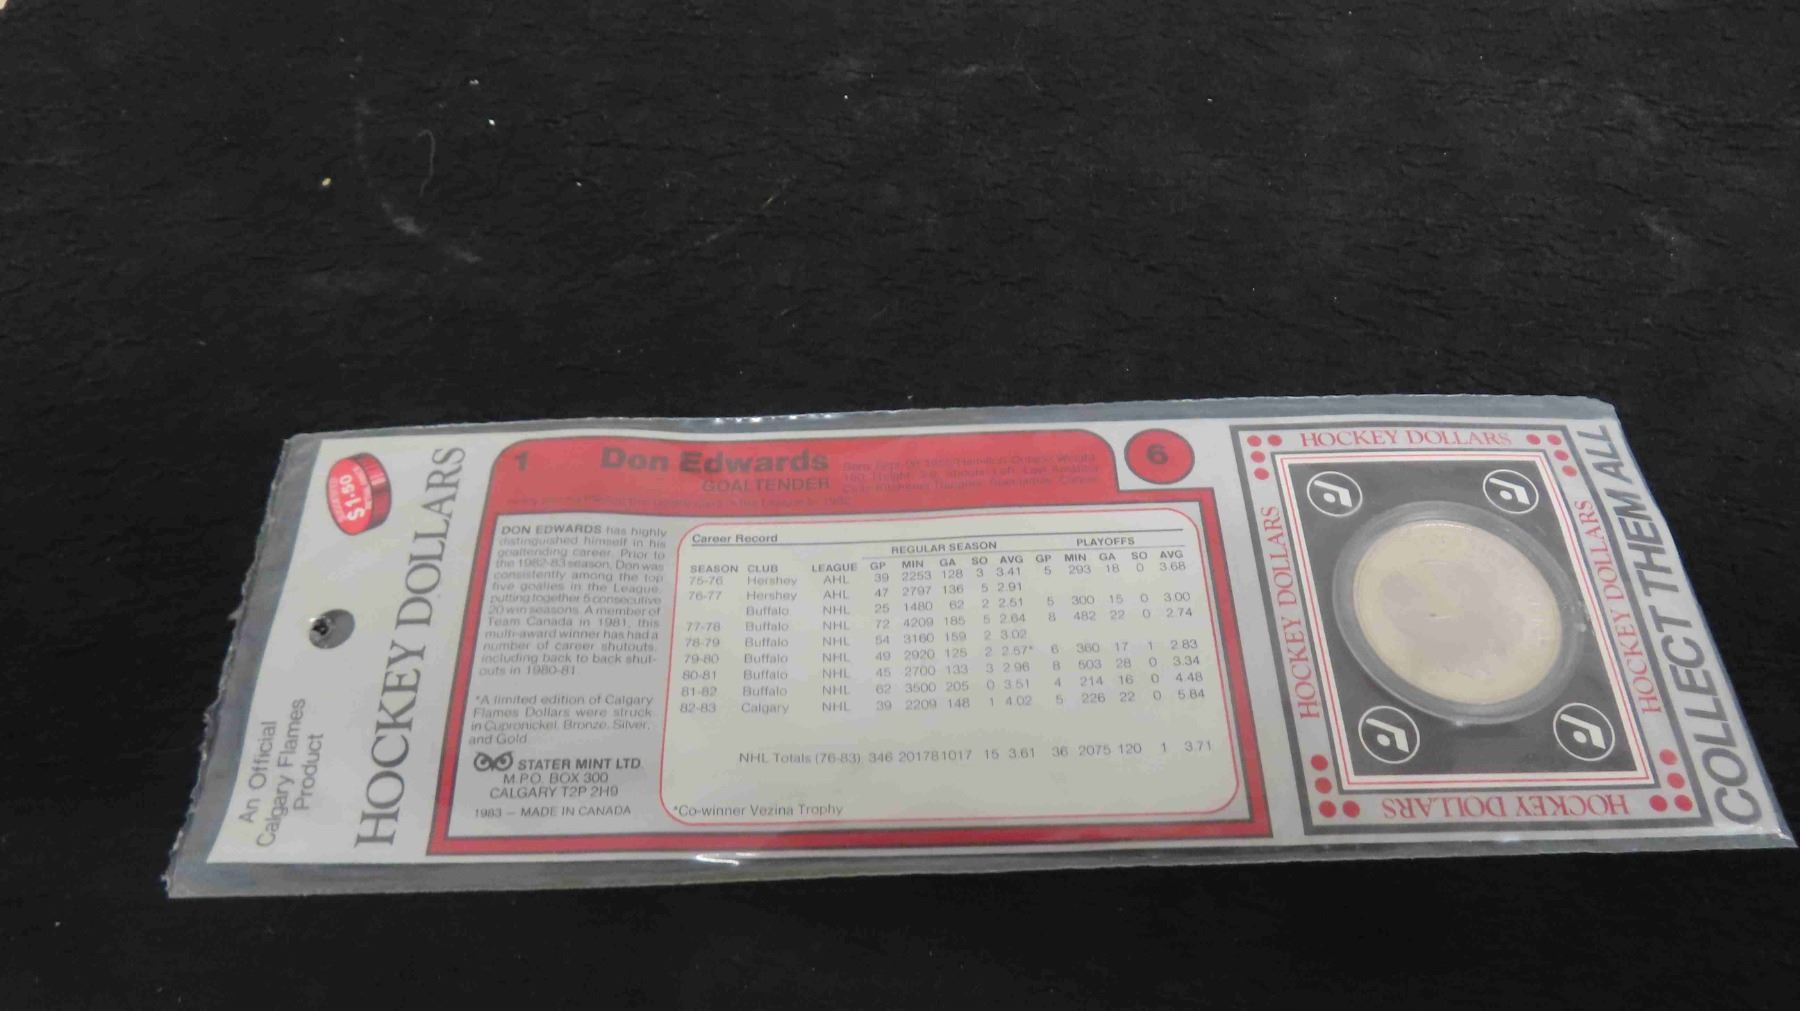 $1.50
An Official
Calgary Flames
Product
HOCKEY DOLLARS
1
Don Edwards
GOALTENDER
6
DON EDWARDS has highly
distinguished himself in his
goaltending career. Prior to
the 1982-83 season, Don was
consistently among the top
five goalies in the League,
putting together 5 consecutive
20 win seasons. A member of
Team Canada in 1981, this
multi-award winner has had a
number of career shutouts,
including back to back shut-
outs in 1980-81.
*A limited edition of Calgary
Flames Dollars were struck
in Cupronickel, Bronze, Silver,
and Gold.
STATER MINT LTD.
M.P.O. BOX 300
CALGARY T2P 2H9
1983 – MADE IN CANADA
Career Record
REGULAR SEASON PLAYOFFS
SEASON CLUB LEAGUE GP MIN GA SO AVG GP MIN GA SO AVG
75-76 Hershey AHL 39 2253 128 3 3.41 5 293 18 0 3.68
76-77 Hershey AHL 47 2797 136 5 2.91
Buffalo NHL 25 1480 62 2 2.51 5 300 15 0 3.00
77-78 Buffalo NHL 72 4209 185 5 2.64 8 482 22 0 2.74
78-79 Buffalo NHL 54 3160 159 2 3.02
79-80 Buffalo NHL 49 2920 125 2 2.57* 6 360 17 1 2.83
80-81 Buffalo NHL 45 2700 133 3 2.96 8 503 28 0 3.34
81-82 Buffalo NHL 62 3500 205 0 3.51 4 214 16 0 4.48
82-83 Calgary NHL 39 2209 148 1 4.02 5 226 22 0 5.84
NHL Totals (76-83) 346 20178 1017 15 3.61 36 2075 120 1 3.71
*Co-winner Vezina Trophy
HOCKEY DOLLARS
HOCKEY DOLLARS
HOCKEY DOLLARS
HOCKEY DOLLARS
COLLECT THEM ALL